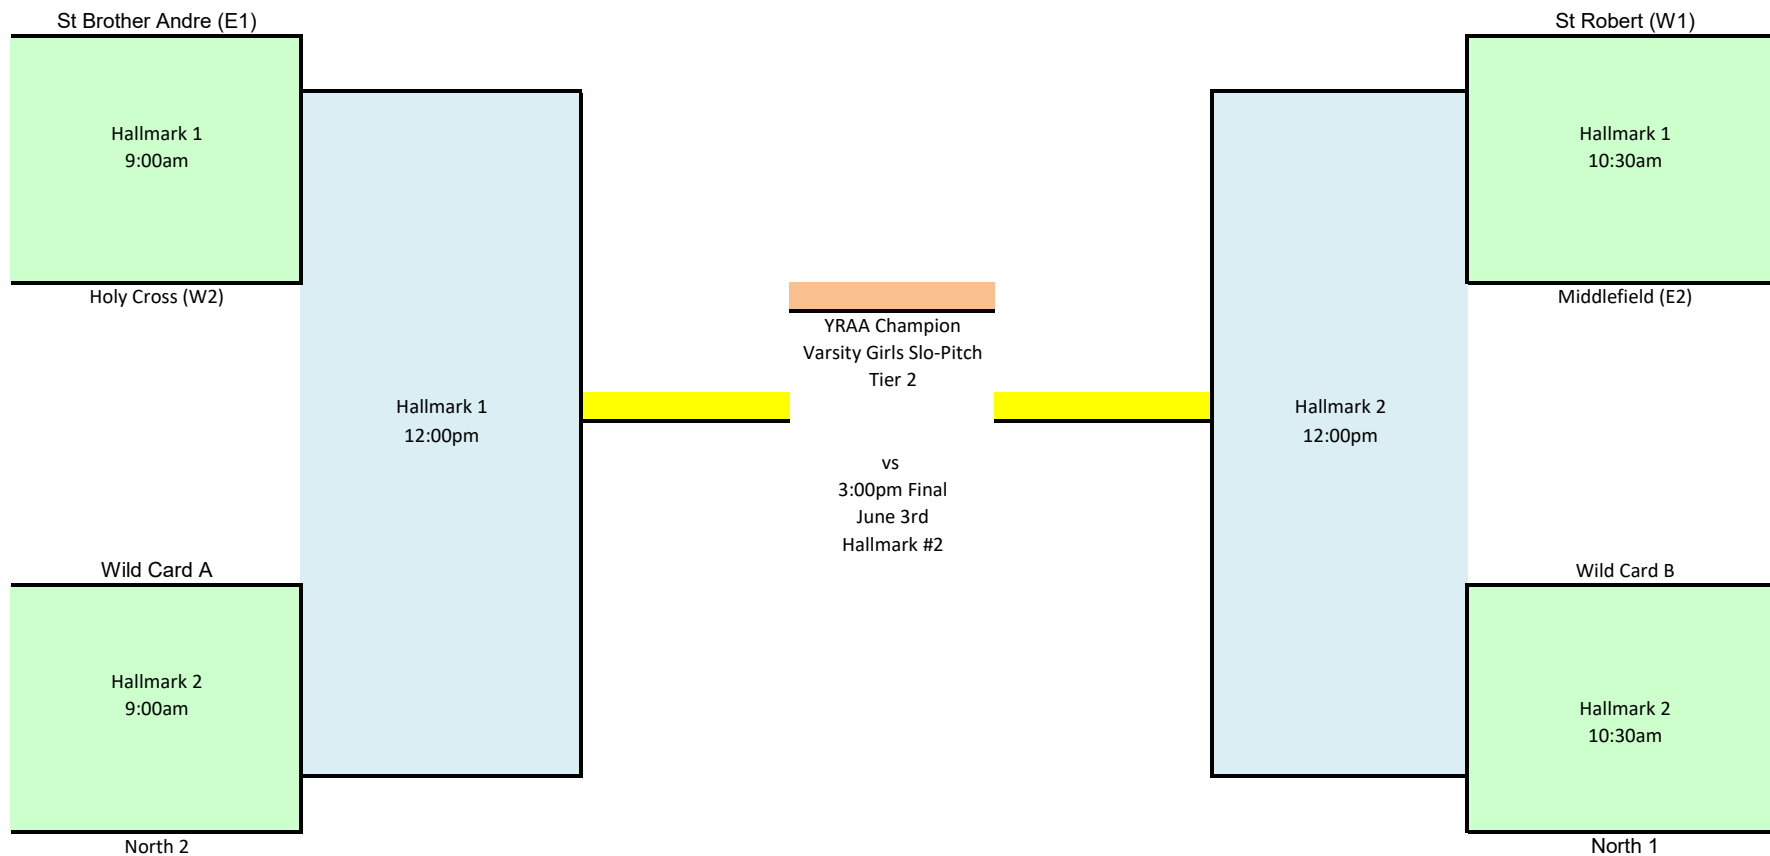 St Brother Andre (E1)
Hallmark 1
9:00am
Holy Cross (W2)
Hallmark 1
12:00pm
Wild Card A
Hallmark 2
9:00am
North 2
YRAA Champion
Varsity Girls Slo-Pitch
Tier 2
vs
3:00pm Final
June 3rd
Hallmark #2
St Robert (W1)
Hallmark 1
10:30am
Middlefield (E2)
Hallmark 2
12:00pm
Wild Card B
Hallmark 2
10:30am
North 1